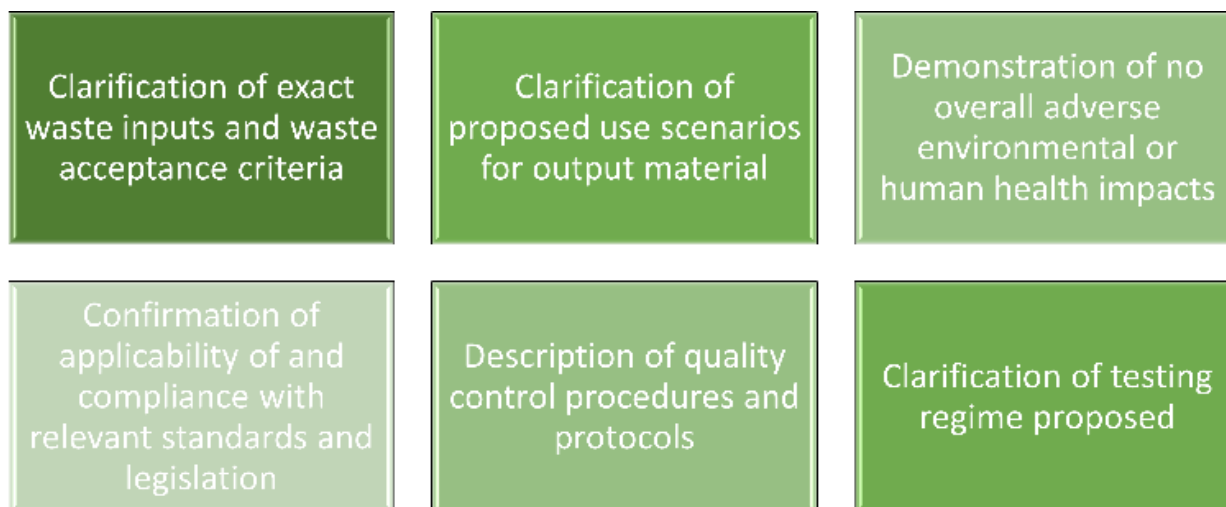 Clarification of exact
waste inputs and waste
acceptance criteria
Clarification of
proposed use scenarios
for output material
Demonstration of no
overall adverse
environmental or
human health impacts
Confirmation of
applicability of and
compliance with
relevant standards and
legislation
Description of quality
control procedures and
protocols
Clarification of testing
regime proposed